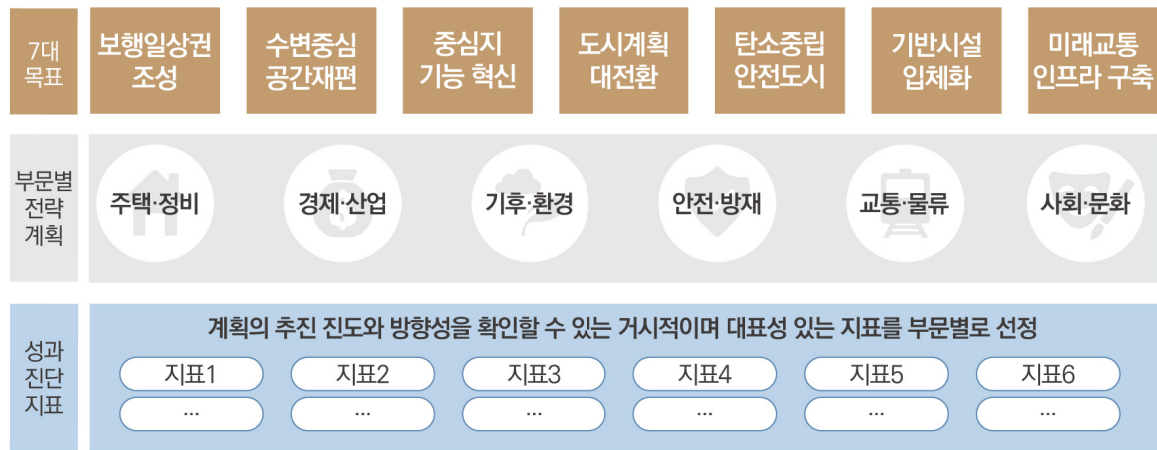 7대
목표
보행일상권
조성
수변중심
공간재편
중심지
기능 혁신
도시계획
대전환
탄소중립
안전도시
기반시설
입체화
미래교통
인프라 구축
부문별
전략
계획
주택·정비
경제·산업
기후·환경
안전·방재
교통·물류
사회·문화
성과
진단
지표
계획의 추진 진도와 방향성을 확인할 수 있는 거시적이며 대표성 있는 지표를 부문별로 선정
지표1
지표2
지표3
지표4
지표5
지표6
...
...
...
...
...
...